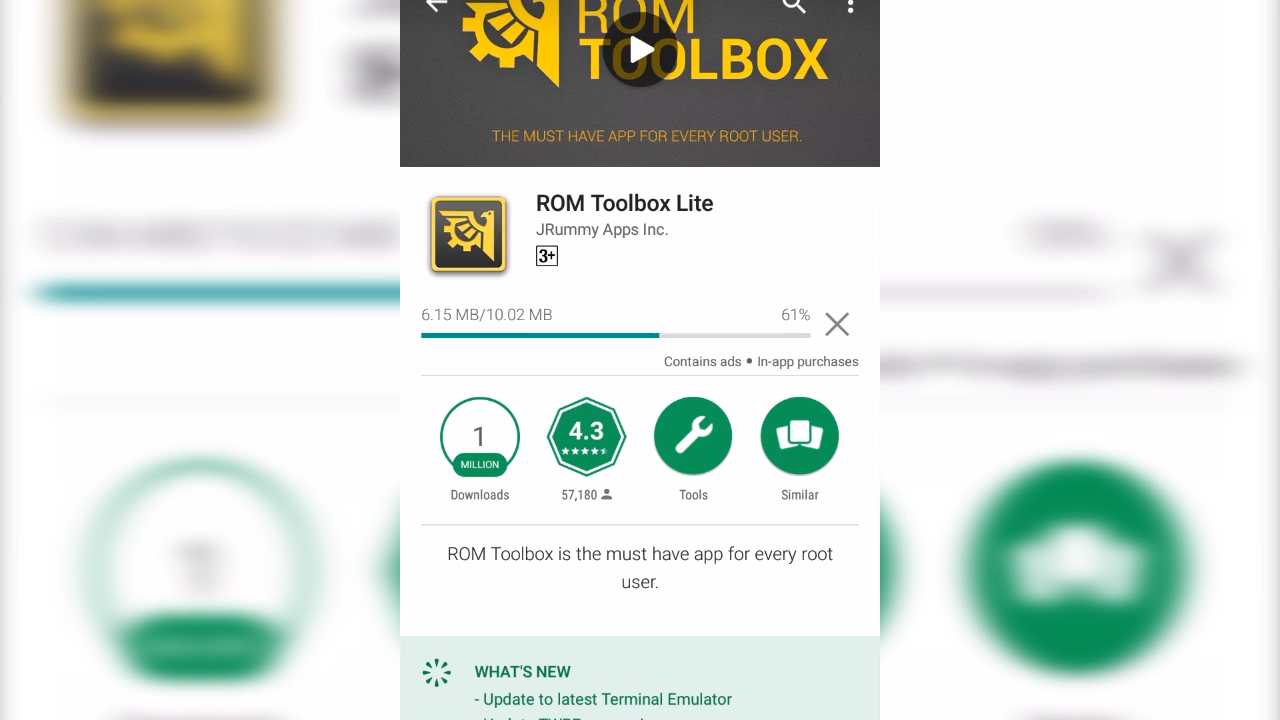 ROM
TOOLBOX
THE MUST HAVE APP FOR EVERY ROOT USER.
ROM Toolbox Lite
JRummy Apps Inc.
3+
6.15 MB/10.02 MB 61%
Contains ads • In-app purchases
1
MILLION
Downloads
4.3
57,180
Tools
Similar
ROM Toolbox is the must have app for every root
user.
WHAT'S NEW
- Update to latest Terminal Emulator